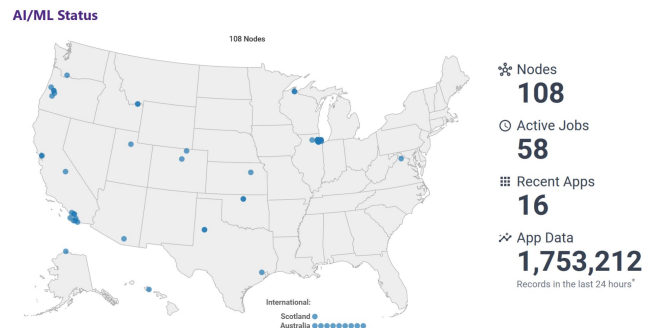 AI/ML Status
108 Nodes
Nodes
108
Active Jobs
58
Recent Apps
16
App Data
1,753,212
Records in the last 24 hours*
International:
Scotland
Australia